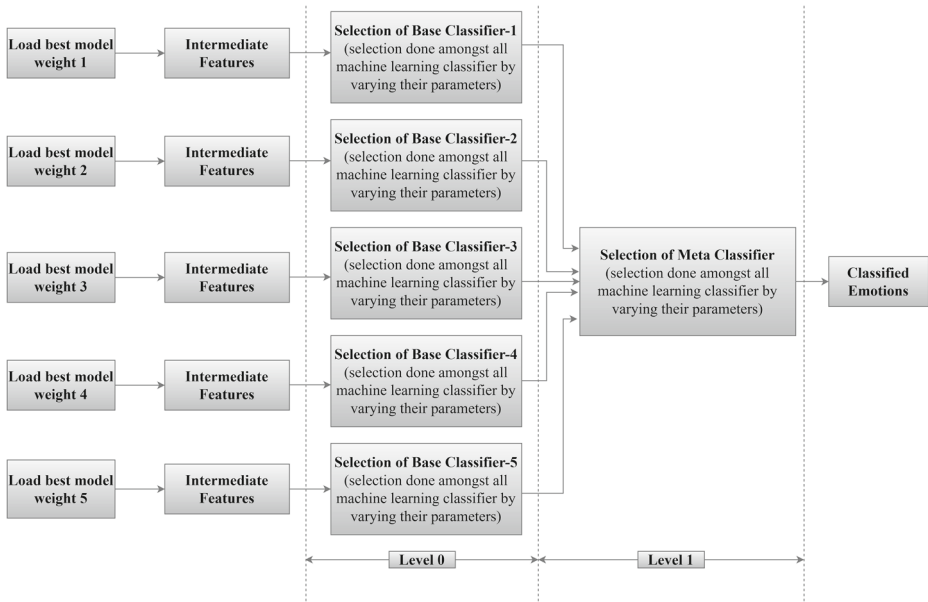 Load best model
weight 1
Intermediate
Features
Selection of Base Classifier-1
(selection done amongst all
machine learning classifier by
varying their parameters)
Load best model
weight 2
Intermediate
Features
Selection of Base Classifier-2
(selection done amongst all
machine learning classifier by
varying their parameters)
Load best model
weight 3
Intermediate
Features
Selection of Base Classifier-3
(selection done amongst all
machine learning classifier by
varying their parameters)
Load best model
weight 4
Intermediate
Features
Selection of Base Classifier-4
(selection done amongst all
machine learning classifier by
varying their parameters)
Load best model
weight 5
Intermediate
Features
Selection of Base Classifier-5
(selection done amongst all
machine learning classifier by
varying their parameters)
Selection of Meta Classifier
(selection done amongst all
machine learning classifier by
varying their parameters)
Classified
Emotions
Level 0
Level 1